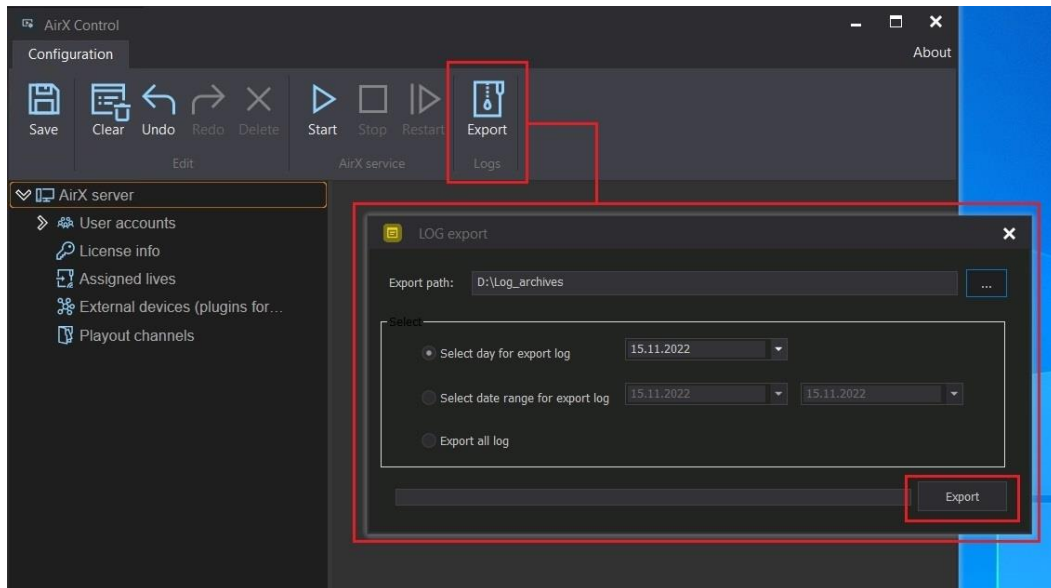 AirX Control
Configuration
About
Save
Clear
Undo
Redo
Delete
Start
Stop
Restart
Export
Edit
AirX service
Logs
AirX server
User accounts
License info
Assigned lives
External devices (plugins for...
Playout channels
LOG export
Export path:
D:\Log_archives
...
Select
Select day for export log
15.11.2022
Select date range for export log
15.11.2022
15.11.2022
Export all log
Export